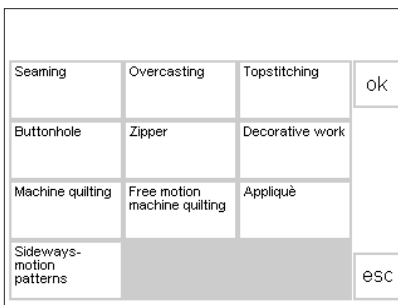 Seaming Overcasting Topstitching
ok
Buttonhole Zipper Decorative work
Machine quilting Free motion machine quilting Appliquè
Sideways-
motion
patterns
esc